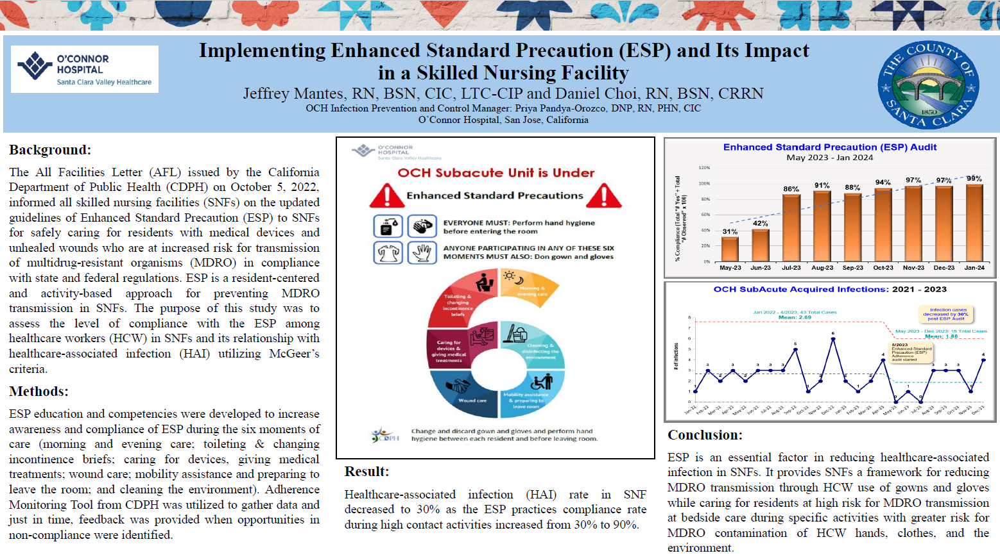 O'CONNOR
HOSPITAL
Santa Clara Valley Healthcare
Implementing Enhanced Standard Precaution (ESP) and Its Impact
in a Skilled Nursing Facility
Jeffrey Mantes, RN, BSN, CIC, LTC-CIP and Daniel Choi, RN, BSN, CRRN
OCH Infection Prevention and Control Manager: Priya Pandya-Orozco, DNP, RN, PHN, CIC
O'Connor Hospital, San Jose, California
THE COUNTY OF
SANTA CLARA
1850
Background:
The All Facilities Letter (AFL) issued by the California
Department of Public Health (CDPH) on October 5, 2022,
informed all skilled nursing facilities (SNFs) on the updated
guidelines of Enhanced Standard Precaution (ESP) to SNFs
for safely caring for residents with medical devices and
unhealed wounds who are at increased risk for transmission
of multidrug-resistant organisms (MDRO) in compliance
with state and federal regulations. ESP is a resident-centered
and activity-based approach for preventing MDRO
transmission in SNFs. The purpose of this study was to
assess the level of compliance with the ESP among
healthcare workers (HCW) in SNFs and its relationship with
healthcare-associated infection (HAI) utilizing McGeer's
criteria.
Methods:
ESP education and competencies were developed to increase
awareness and compliance of ESP during the six moments of
care (morning and evening care; toileting & changing
incontinence briefs; caring for devices, giving medical
treatments; wound care; mobility assistance and preparing to
leave the room; and cleaning the environment). Adherence
Monitoring Tool from CDPH was utilized to gather data and
just in time, feedback was provided when opportunities in
non-compliance were identified.
O'CONNOR
HOSPITAL
Santa Clara Valley Healthcare
OCH Subacute Unit is Under
Enhanced Standard Precautions
EVERYONE MUST: Perform hand hygiene
before entering the room
ANYONE PARTICIPATING IN ANY OF THESE SIX
MOMENTS MUST ALSO: Don gown and gloves
Morning &
evening care
Toileting &
changing
incontinence
briefs
Caring for
devices &
giving medical
treatments
Cleaning &
disinfecting the
environment
Wound care
Mobility assistance
& preparing to
leave room
CDPH
Change and discard gown and gloves and perform hand
hygiene between each resident and before leaving room.
Result:
Healthcare-associated infection (HAI) rate in SNF
decreased to 30% as the ESP practices compliance rate
during high contact activities increased from 30% to 90%.
Enhanced Standard Precaution (ESP) Audit
May 2023 - Jan 2024
% Compliance (Total "# Yes" ÷ Total
"# Observed" x 100)
120%
100%
80%
60%
40%
20%
0%
31% 42% 86% 91% 88% 94% 97% 97% 99%
May-23 Jun-23 Jul-23 Aug-23 Sep-23 Oct-23 Nov-23 Dec-23 Jan-24
OCH SubAcute Acquired Infections: 2021 - 2023
Jan 2022 - 4/2023: 43 Total Cases
Mean: 2.69
Infection cases
decreased by 30%
post ESP Audit
May 2023 - Dec 2023: 15 Total Cases
Mean: 1.88
5/2023
Enhanced Standard
Precaution (ESP)
Adherence
audit started
# of Infections
8
7
6
5
4
3
2
1
0
1 3 2 3 2 3 3 3 5 1 2 6 2 1 2 4 0 1 0 3 3 3 1 4
Jan-22 Feb-22 Mar-22 Apr-22 May-22 Jun-22 Jul-22 Aug-22 Sep-22 Oct-22 Nov-22 Dec-22 Jan-23 Feb-23 Mar-23 Apr-23 May-23 Jun-23 Jul-23 Aug-23 Sep-23 Oct-23 Nov-23 Dec-23
Conclusion:
ESP is an essential factor in reducing healthcare-associated
infection in SNFs. It provides SNFs a framework for reducing
MDRO transmission through HCW use of gowns and gloves
while caring for residents at high risk for MDRO transmission
at bedside care during specific activities with greater risk for
MDRO contamination of HCW hands, clothes, and the
environment.